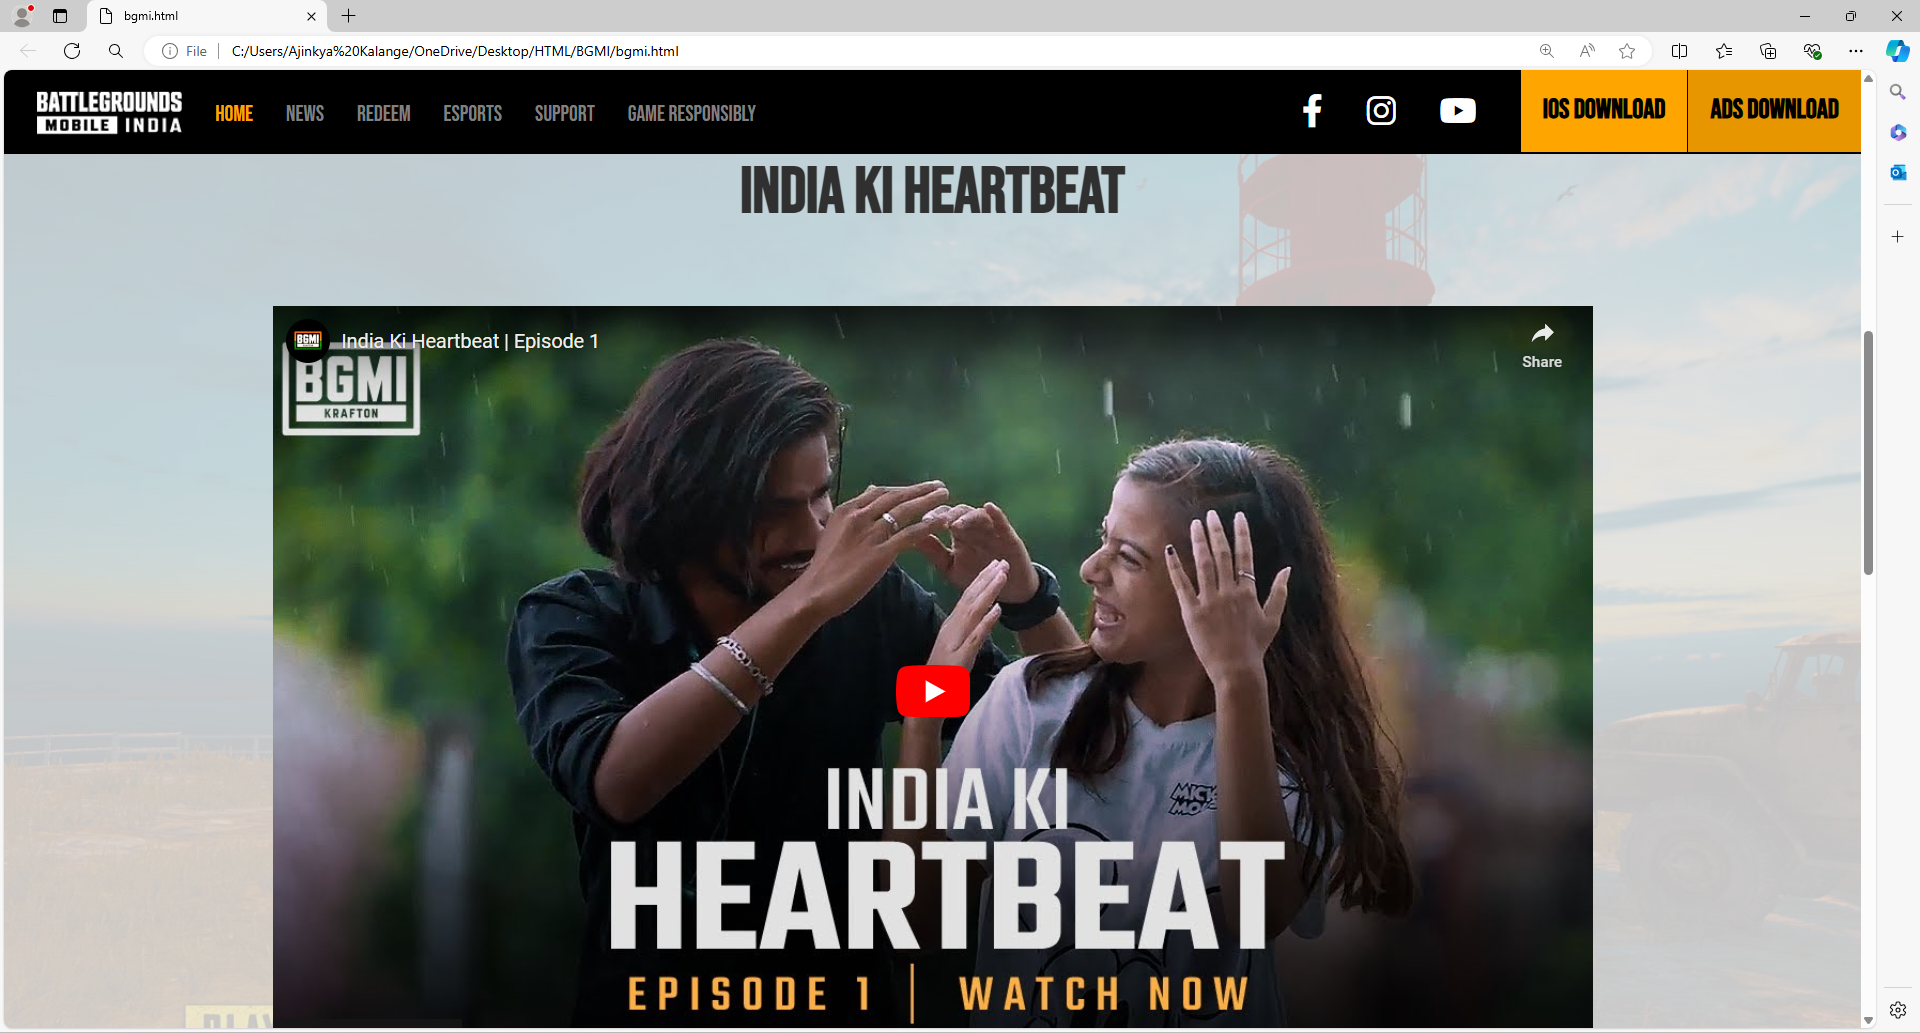 bgmi.html
File
C:/Users/Ajinkya%20Kalange/OneDrive/Desktop/HTML/BGMI/bgmi.html
BATTLEGROUNDS
MOBILE INDIA
HOME NEWS REDEEM ESPORTS SUPPORT GAME RESPONSIBLY
IOS DOWNLOAD ADS DOWNLOAD
INDIA KI HEARTBEAT
BGMI
India Ki Heartbeat | Episode 1
Share
BGMI
KRAFTON
INDIA KI
HEARTBEAT
EPISODE 1 | WATCH NOW